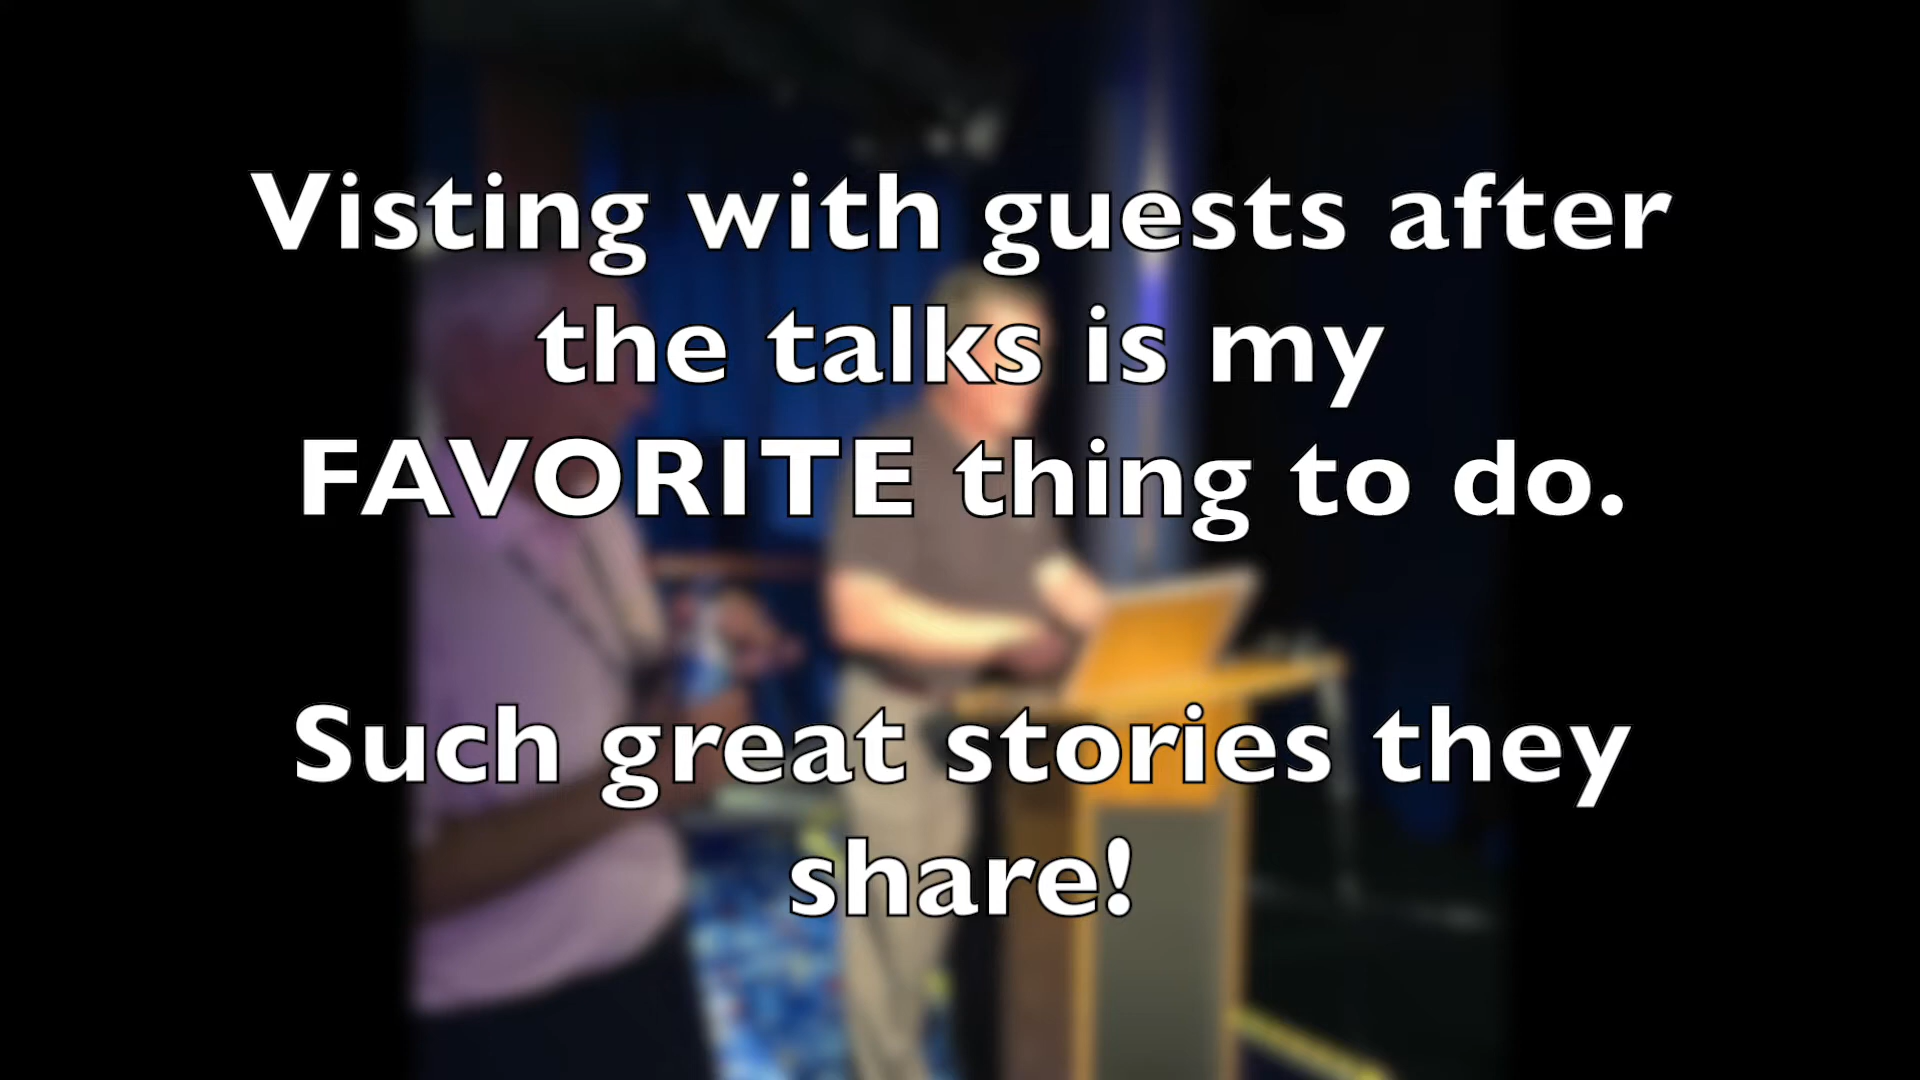 Visting with guests after
the talks is my
FAVORITE thing to do.
Such great stories they
share!